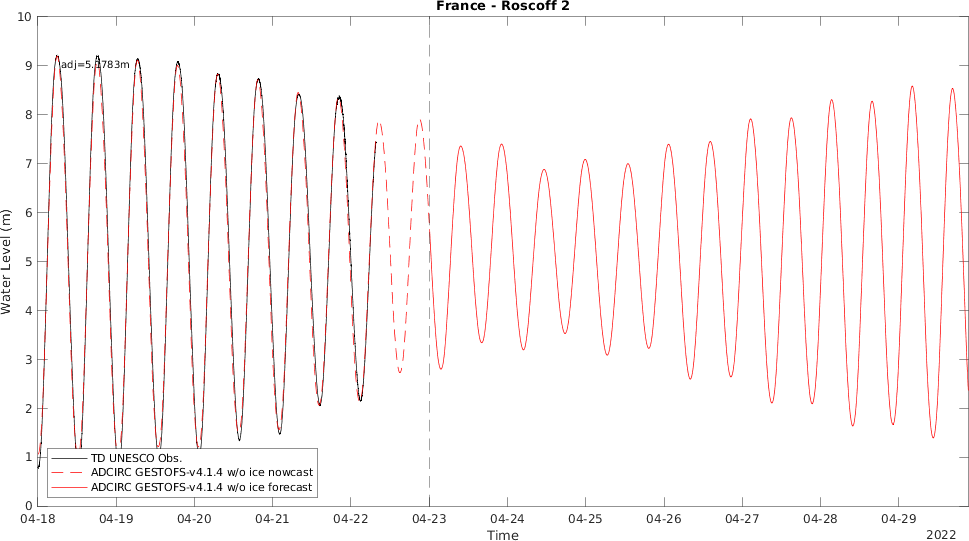 France - Roscoff 2
adj=5.1783m
Water Level (m)
10
9
8
7
6
5
4
3
2
1
0
TD UNESCO Obs.
ADCIRC GESTOFS-v4.1.4 w/o ice nowcast
ADCIRC GESTOFS-v4.1.4 w/o ice forecast
04-18 04-19 04-20 04-21 04-22 04-23 04-24 04-25 04-26 04-27 04-28 04-29
Time
2022